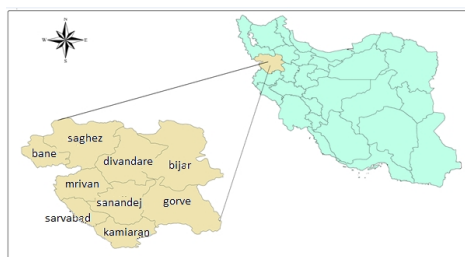 N
W
E
S
saghez
bane
divandare
bijar
mrivan
sanandej
gorve
sarvabad
kamiaran